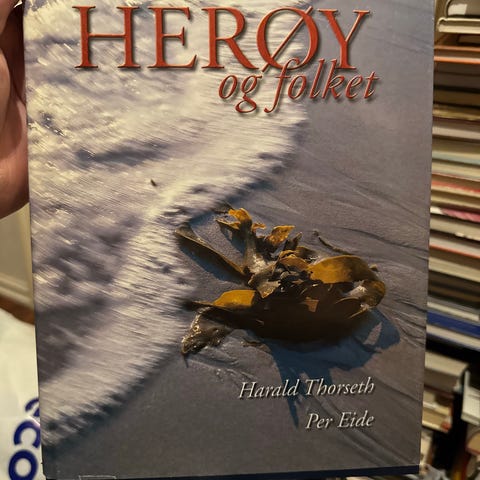 HERØY
og folket
Harald Thorseth
Per Eide